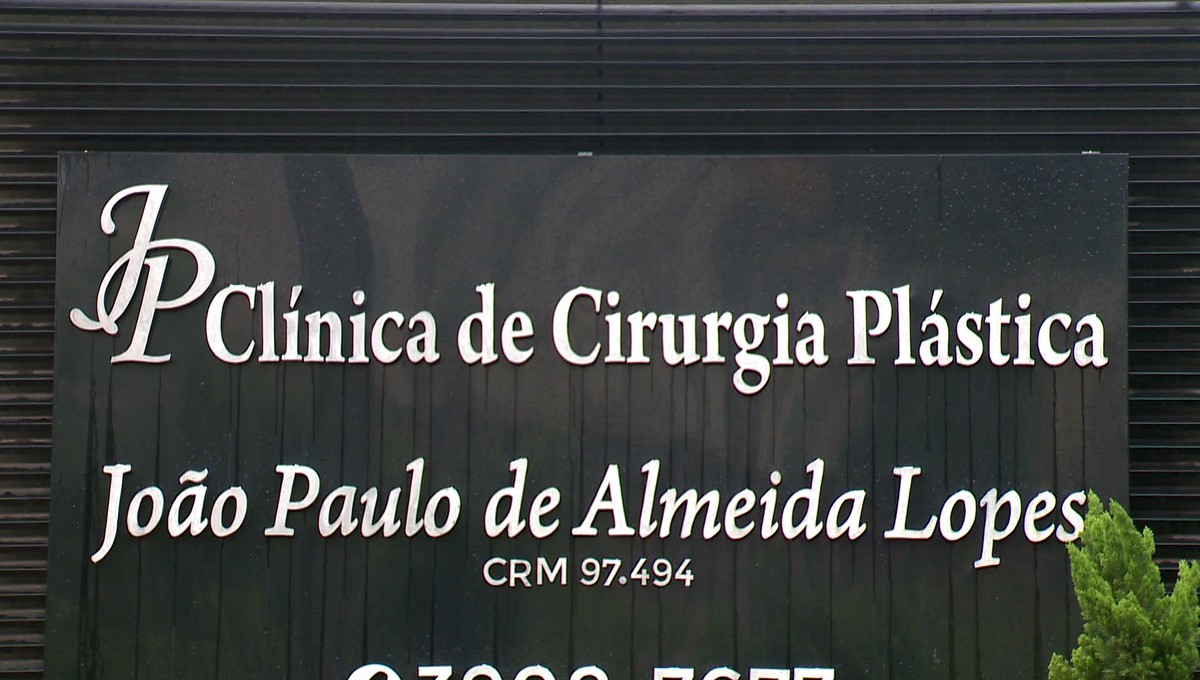 JP Clínica de Cirurgia Plástica
João Paulo de Almeida Lopes
CRM 97.494